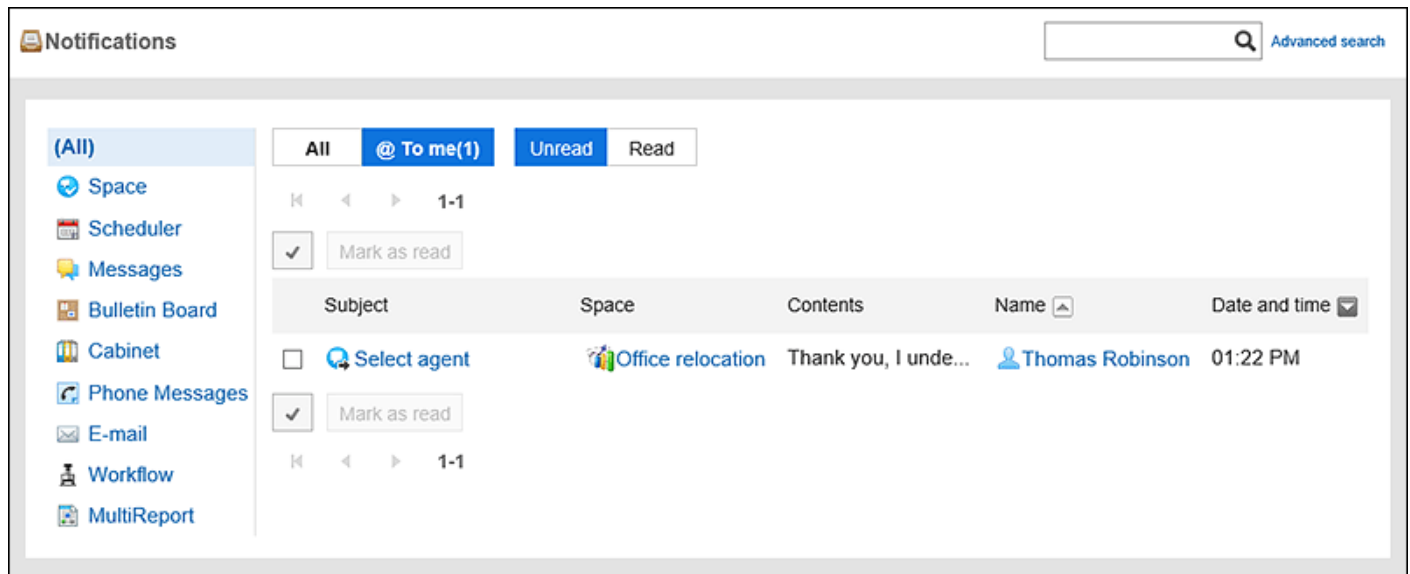 Notifications
Advanced search
(All)
Space
Scheduler
Messages
Bulletin Board
Cabinet
Phone Messages
E-mail
Workflow
MultiReport
All @ To me(1) Unread Read
1-1
Mark as read
Subject Space Contents Name Date and time
Select agent Office relocation Thank you, I unde... Thomas Robinson 01:22 PM
Mark as read
1-1